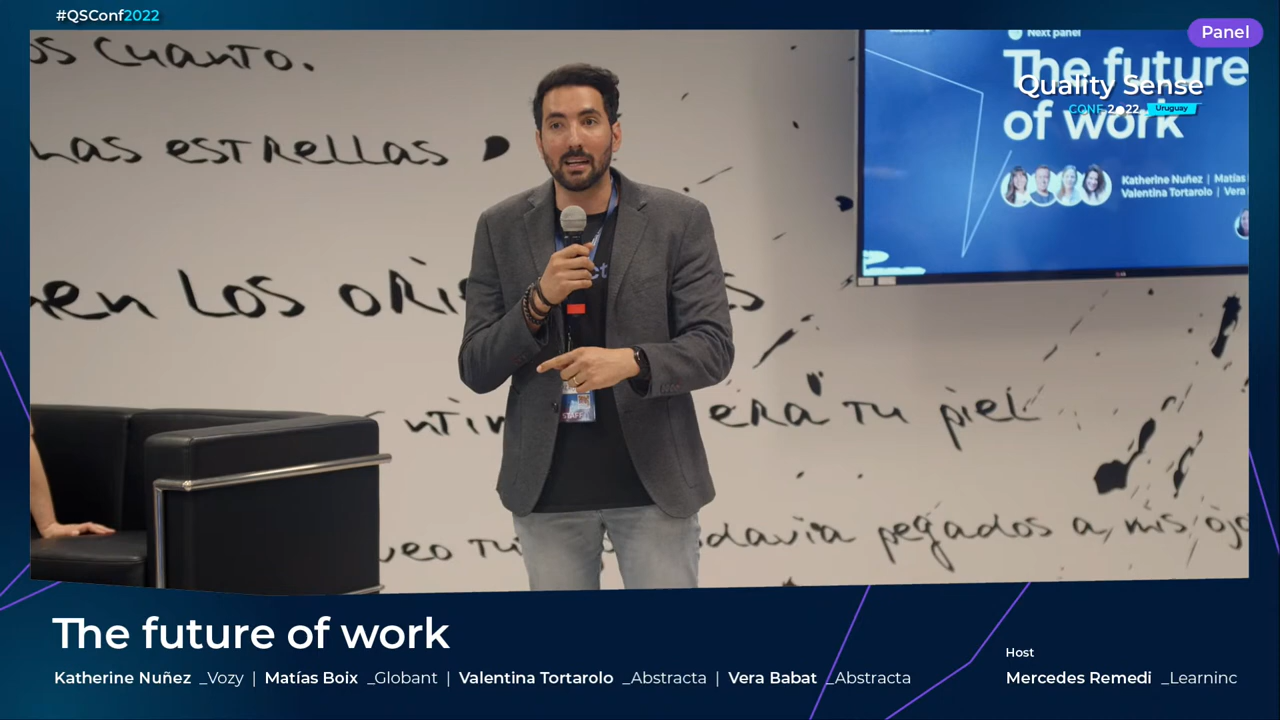 #QSConf2022
Panel
os cuanto.
Next panel
The future
of work
Quality Sense
CONF 2022 Uruguay
Las estrellas
Katherine Nuñez | Matías
Valentina Tortarolo | Vera
en los
era tu piel
pegados a mis
STAFF
The future of work
Katherine Nuñez _Vozy | Matías Boix _Globant | Valentina Tortarolo _Abstracta | Vera Babat _Abstracta
Host
Mercedes Remedi _Learninc